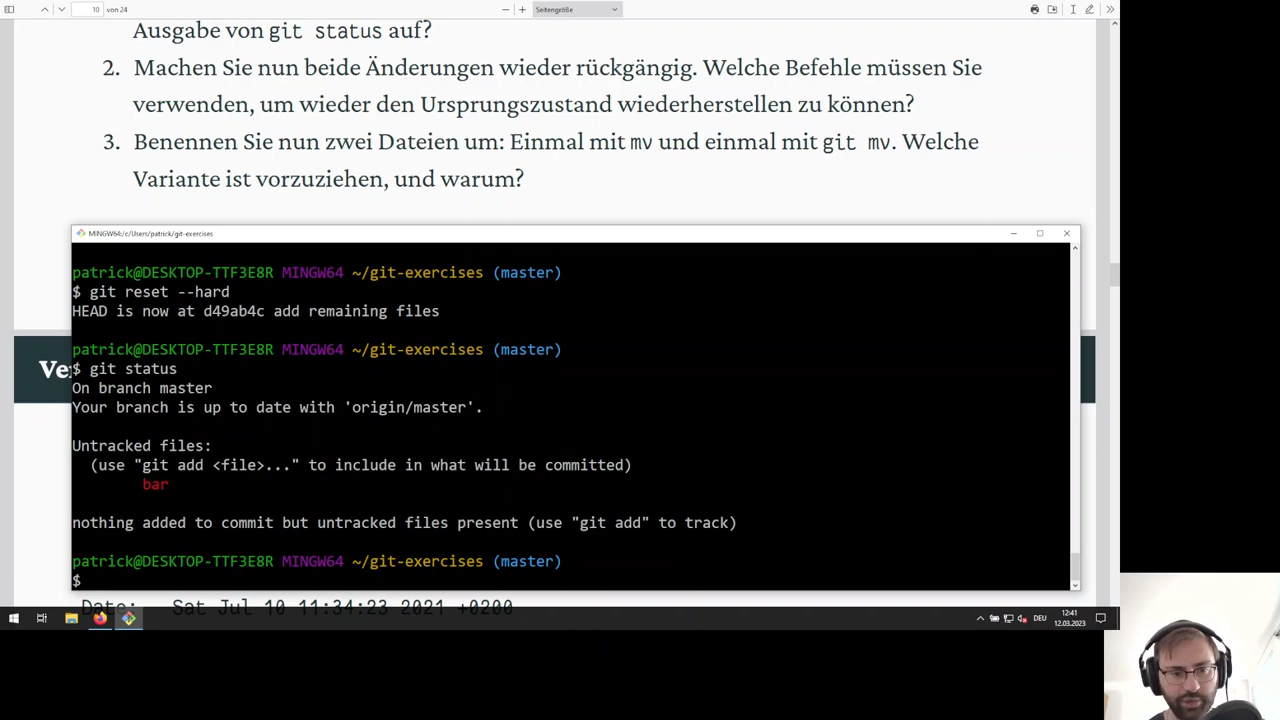 10 von 24
Seitengröße
Ausgabe von git status auf?
2. Machen Sie nun beide Änderungen wieder rückgängig. Welche Befehle müssen Sie
verwenden, um wieder den Ursprungszustand wiederherstellen zu können?
3. Benennen Sie nun zwei Dateien um: Einmal mit mv und einmal mit git mv. Welche
Variante ist vorzuziehen, und warum?
MINGW64:/c/Users/patrick/git-exercises
patrick@DESKTOP-TTF3E8R MINGW64 ~/git-exercises (master)
$ git reset --hard
HEAD is now at d49ab4c add remaining files
patrick@DESKTOP-TTF3E8R MINGW64 ~/git-exercises (master)
$ git status
On branch master
Your branch is up to date with 'origin/master'.
Untracked files:
(use "git add <file>..." to include in what will be committed)
bar
nothing added to commit but untracked files present (use "git add" to track)
patrick@DESKTOP-TTF3E8R MINGW64 ~/git-exercises (master)
$
Date: Sat Jul 10 11:34:23 2021 +0200
DEU
12:41
12.03.2023